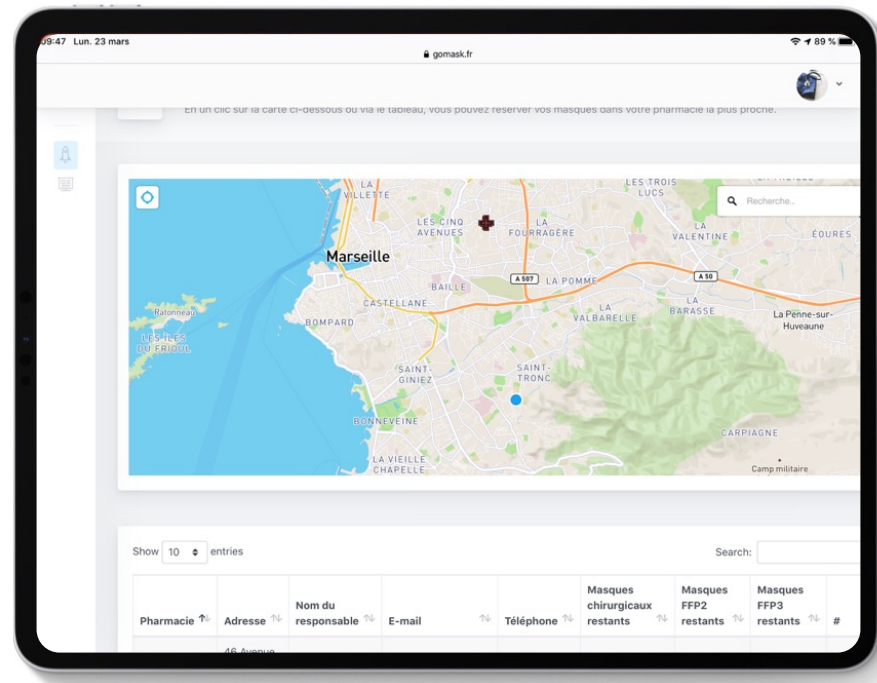 09:47 Lun. 23 mars
gomask.fr
89 %
En un clic sur la carte ci-dessous ou via le tableau, vous pouvez réserver vos masques dans votre pharmacie la plus proche.
LA
VILLETTE
LES TROIS
LUCS
Recherche..
LES CINQ
AVENUES
LA
FOURRAGÈRE
LA
VALENTINE
ÉOURES
Marseille
BAILLE
A 507
LA POMME
A 50
CASTELLANE
LA
VALBARELLE
LA
BARASSE
Ratonneau
BOMPARD
La Penne-sur-
Huveaune
LES ÎLES
DU FRIOUL
SAINT-
GINIEZ
SAINT-
TRONC
BONNEVEINE
CARPIAGNE
LA VIEILLE
CHAPELLE
Camp militaire
Show 10 entries
Search:
Pharmacie
Adresse
Nom du
responsable
E-mail
Téléphone
Masques
chirurgicaux
restants
Masques
FFP2
restants
Masques
FFP3
restants
#
46 Avenue